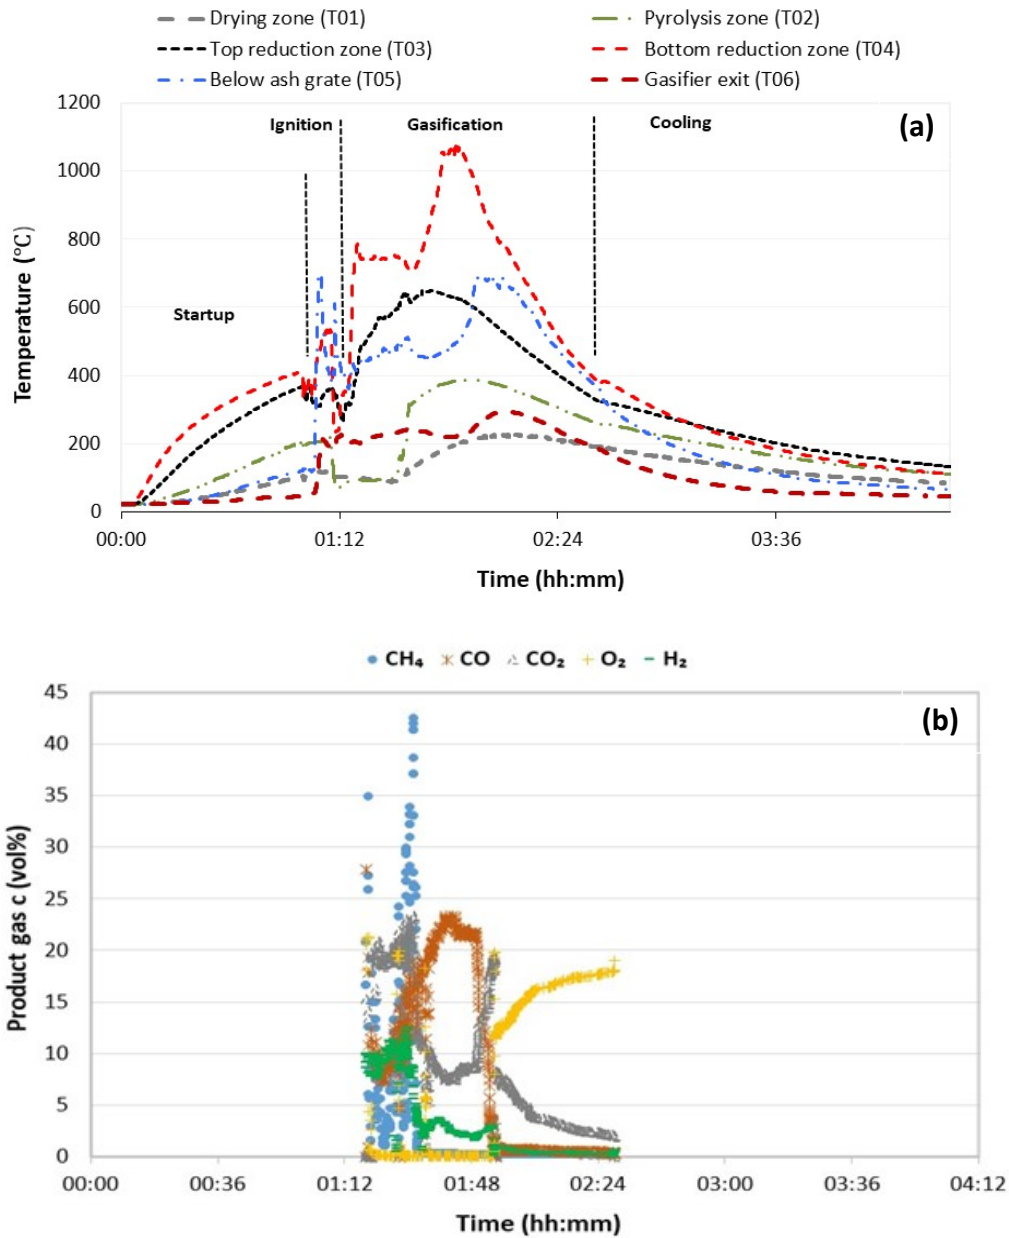 Drying zone (T01) Pyrolysis zone (T02)
Top reduction zone (T03) Bottom reduction zone (T04)
Below ash grate (T05) Gasifier exit (T06)
1200
Ignition Gasification Cooling (a)
1000
800
600
Startup
400
200
0
Temperature (°C)
00:00 01:12 02:24 03:36
Time (hh:mm)
CH₄ CO CO₂ O₂ H₂
45
(b)
40
35
30
25
20
15
10
5
0
Product gas c (vol%)
00:00 00:36 01:12 01:48 02:24 03:00 03:36 04:12
Time (hh:mm)